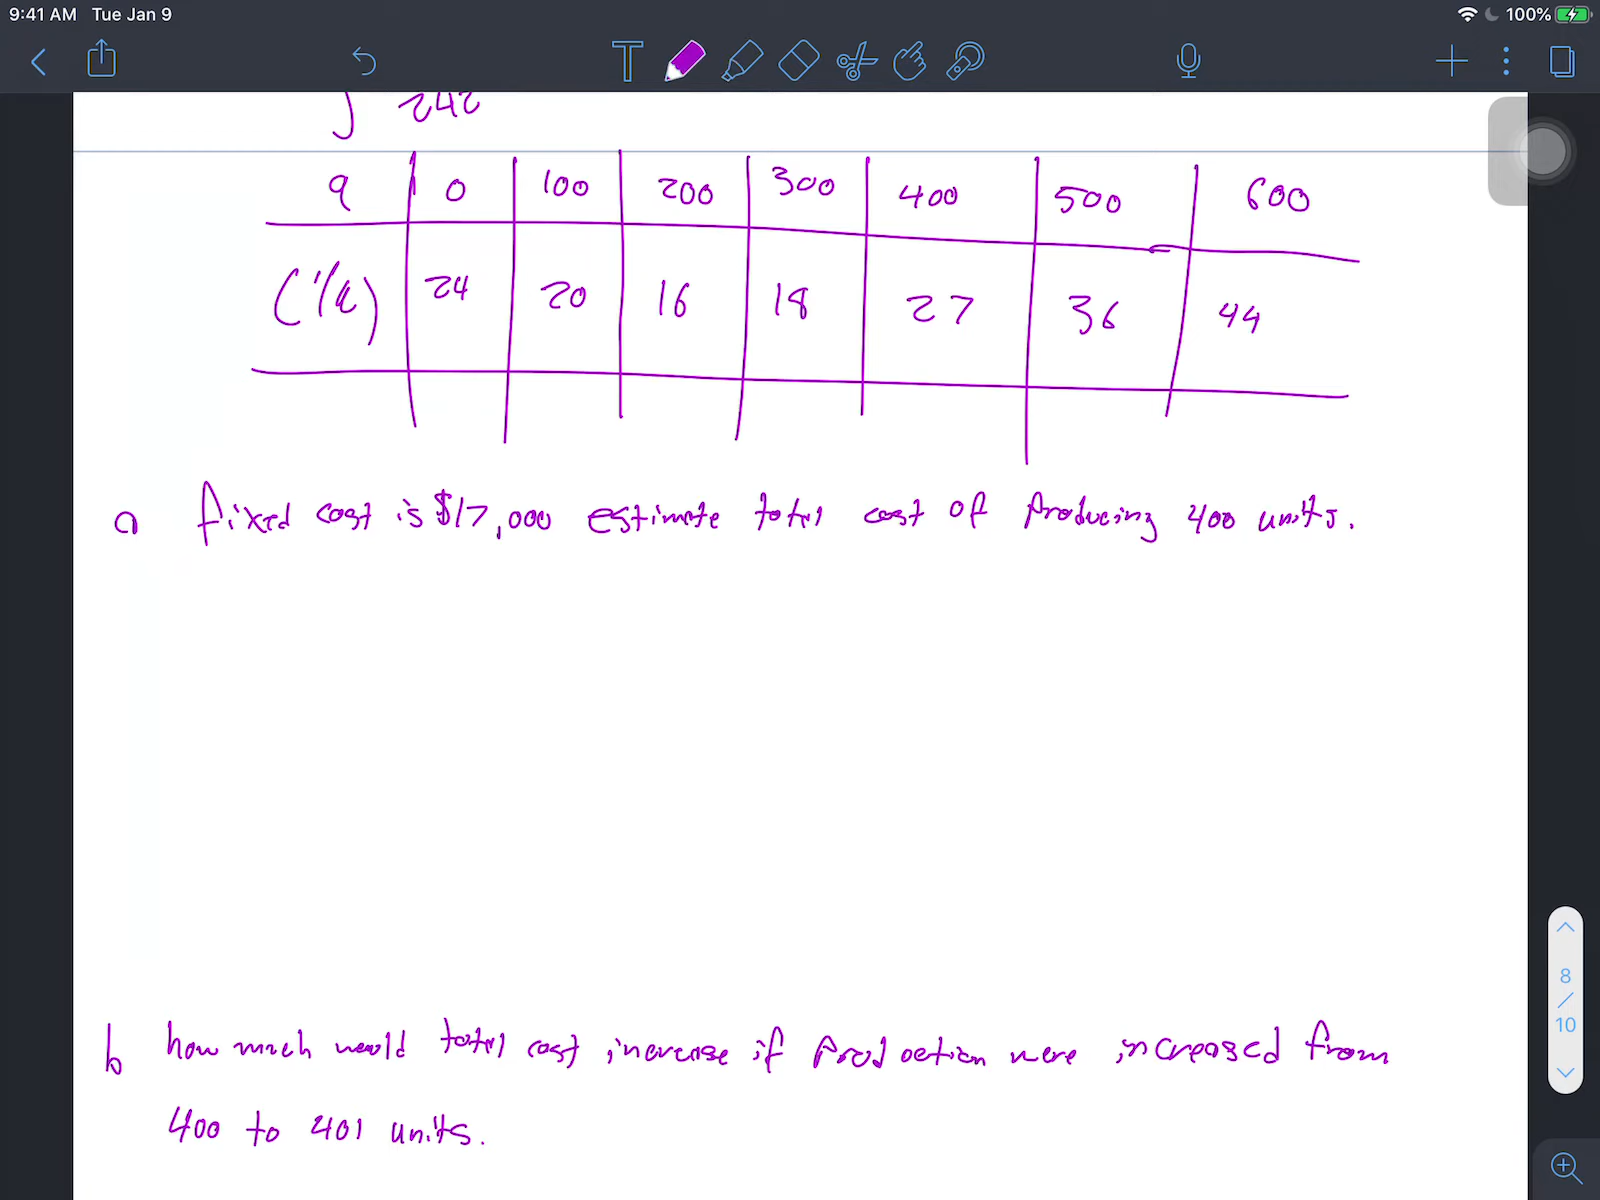 9:41 AM Tue Jan 9 100%
J 242
q 0 100 200 300 400 500 600
C'(q) 24 20 16 18 27 36 44
a fixed cost is $17,000 estimate total cost of producing 400 units.
b how much would total cost increase if production were increased from
400 to 401 units.
8
/
10